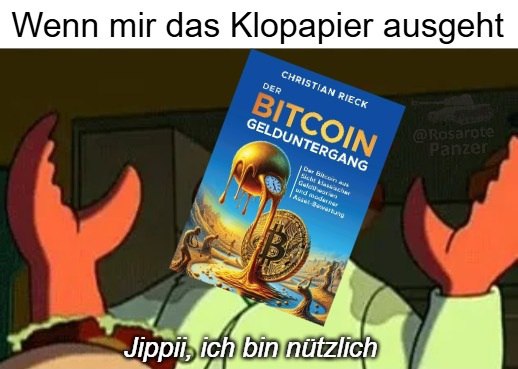 Wenn mir das Klopapier ausgeht
CHRISTIAN RIECK
DER
BITCOIN
GELDUNTERGANG
Der Bitcoin aus
Sicht klassischer
Geldtheorien
und moderner
Asset-Bewertung
@Rosarote
Panzer
Jippii, ich bin nützlich